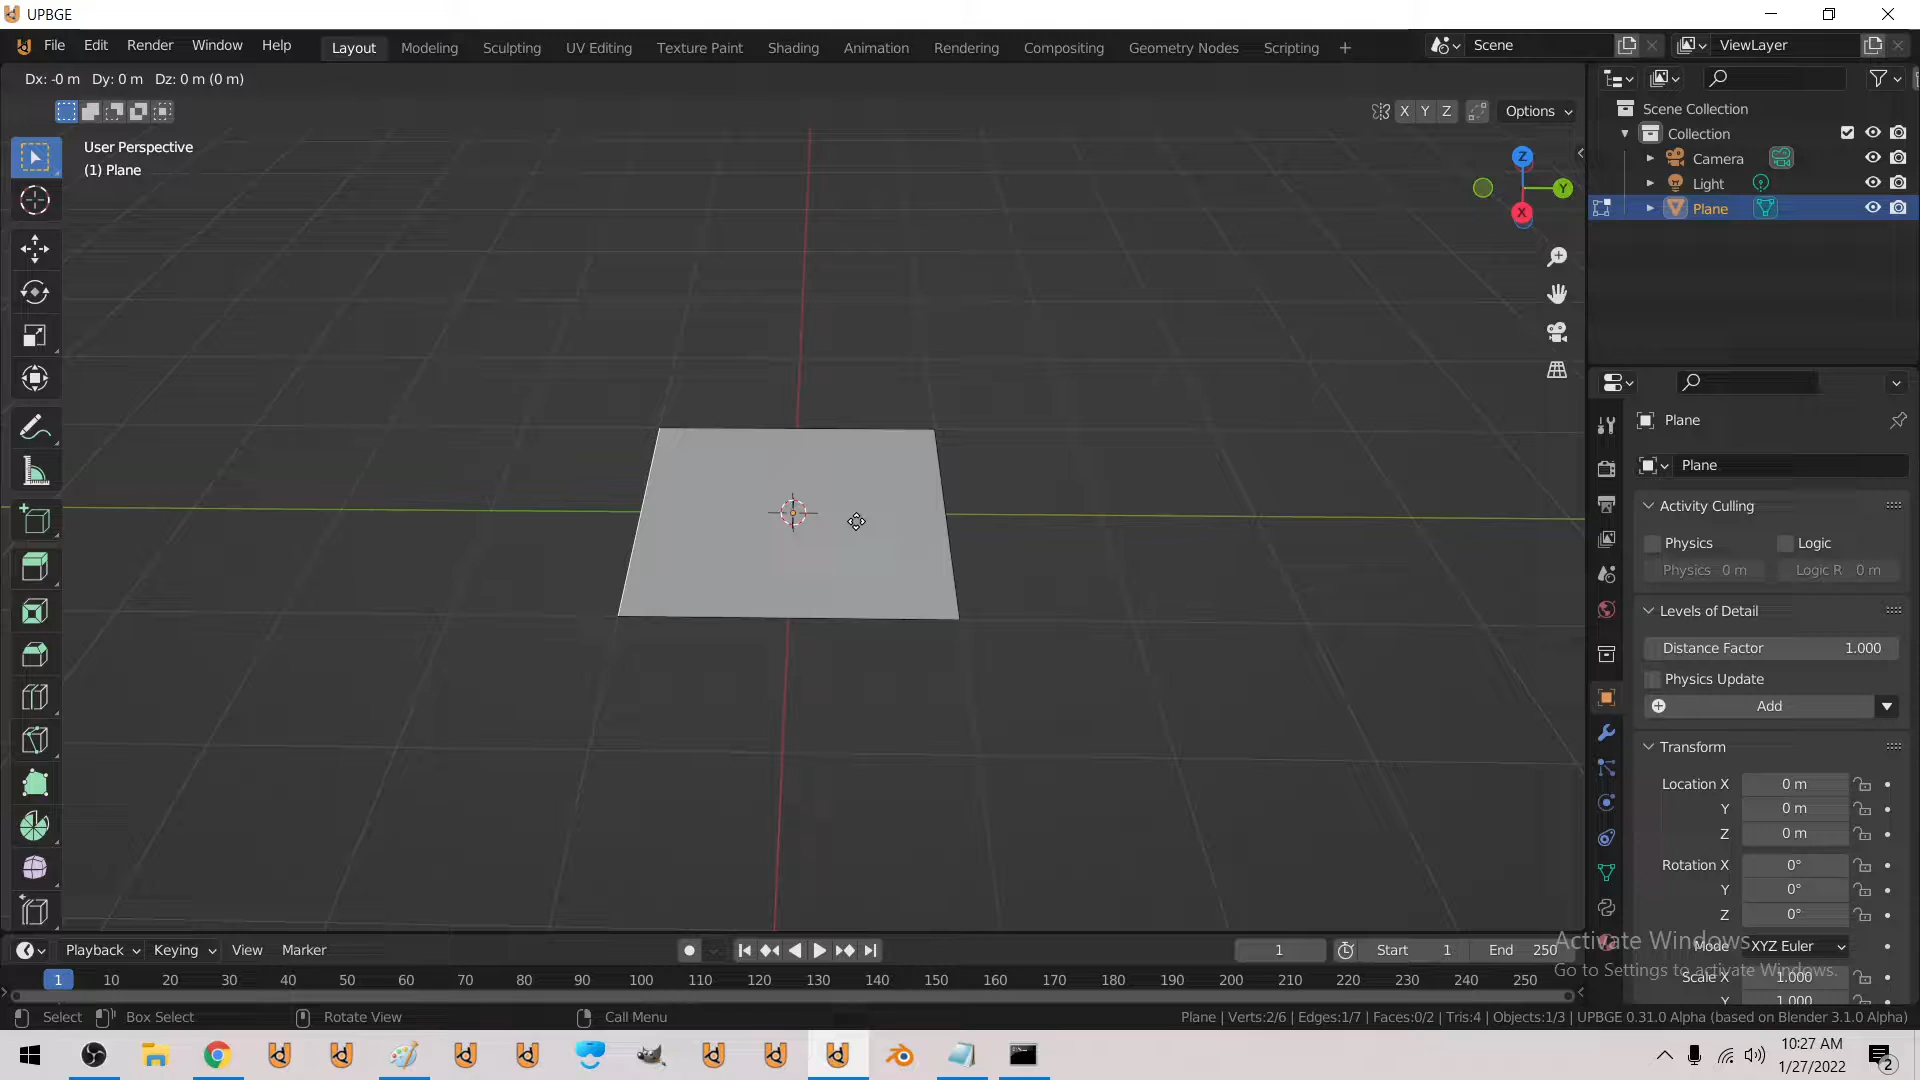 UPBGE
File Edit Render Window Help Layout Modeling Sculpting UV Editing Texture Paint Shading Animation Rendering Compositing Geometry Nodes Scripting + Scene ViewLayer
Dx: -0 m Dy: 0 m Dz: 0 m (0 m)
X Y Z Options
User Perspective
(1) Plane
Z
Y
X
Scene Collection
Collection
Camera
Light
Plane
Plane
Plane
Activity Culling
Physics Logic
Physics 0 m Logic R 0 m
Levels of Detail
Distance Factor 1.000
Physics Update
Add
Transform
Location X 0 m
Y 0 m
Z 0 m
Rotation X 0°
Y 0°
Z 0°
Mode XYZ Euler
Scale X 1.000
Y 1.000
Activate Windows
Go to Settings to activate Windows.
Playback Keying View Marker 1 Start 1 End 250
1 10 20 30 40 50 60 70 80 90 100 110 120 130 140 150 160 170 180 190 200 210 220 230 240 250
Select Box Select Rotate View Call Menu Plane | Verts:2/6 | Edges:1/7 | Faces:0/2 | Tris:4 | Objects:1/3 | UPBGE 0.31.0 Alpha (based on Blender 3.1.0 Alpha)
10:27 AM
1/27/2022
2